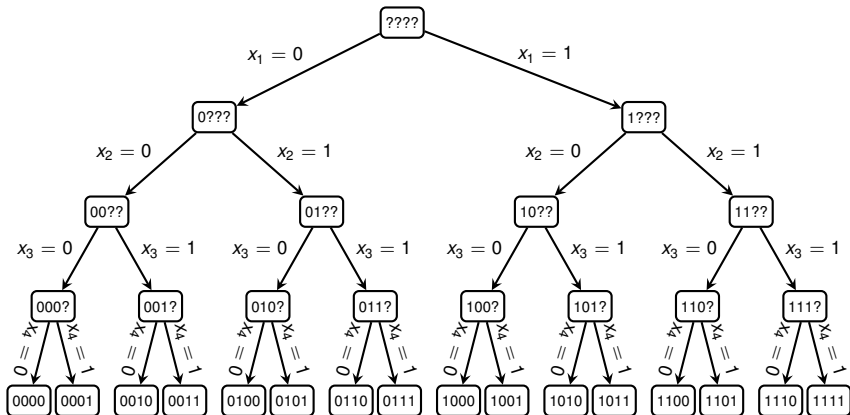 ????
x₁ = 0 x₁ = 1
0??? 1???
x₂ = 0 x₂ = 1 x₂ = 0 x₂ = 1
00?? 01?? 10?? 11??
x₃ = 0 x₃ = 1 x₃ = 0 x₃ = 1 x₃ = 0 x₃ = 1 x₃ = 0 x₃ = 1
000? 001? 010? 011? 100? 101? 110? 111?
x₄ = 0 x₄ = 1 x₄ = 0 x₄ = 1 x₄ = 0 x₄ = 1 x₄ = 0 x₄ = 1 x₄ = 0 x₄ = 1 x₄ = 0 x₄ = 1 x₄ = 0 x₄ = 1 x₄ = 0 x₄ = 1
0000 0001 0010 0011 0100 0101 0110 0111 1000 1001 1010 1011 1100 1101 1110 1111